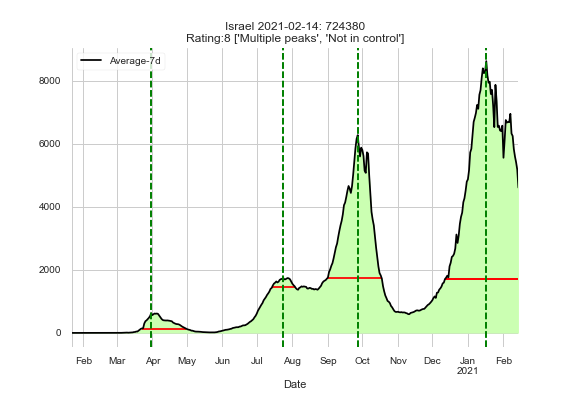 Israel 2021-02-14: 724380
Rating:8 ['Multiple peaks', 'Not in control']
Average-7d
8000
6000
4000
2000
0
Feb Mar Apr May Jun Jul Aug Sep Oct Nov Dec Jan Feb
2021
Date